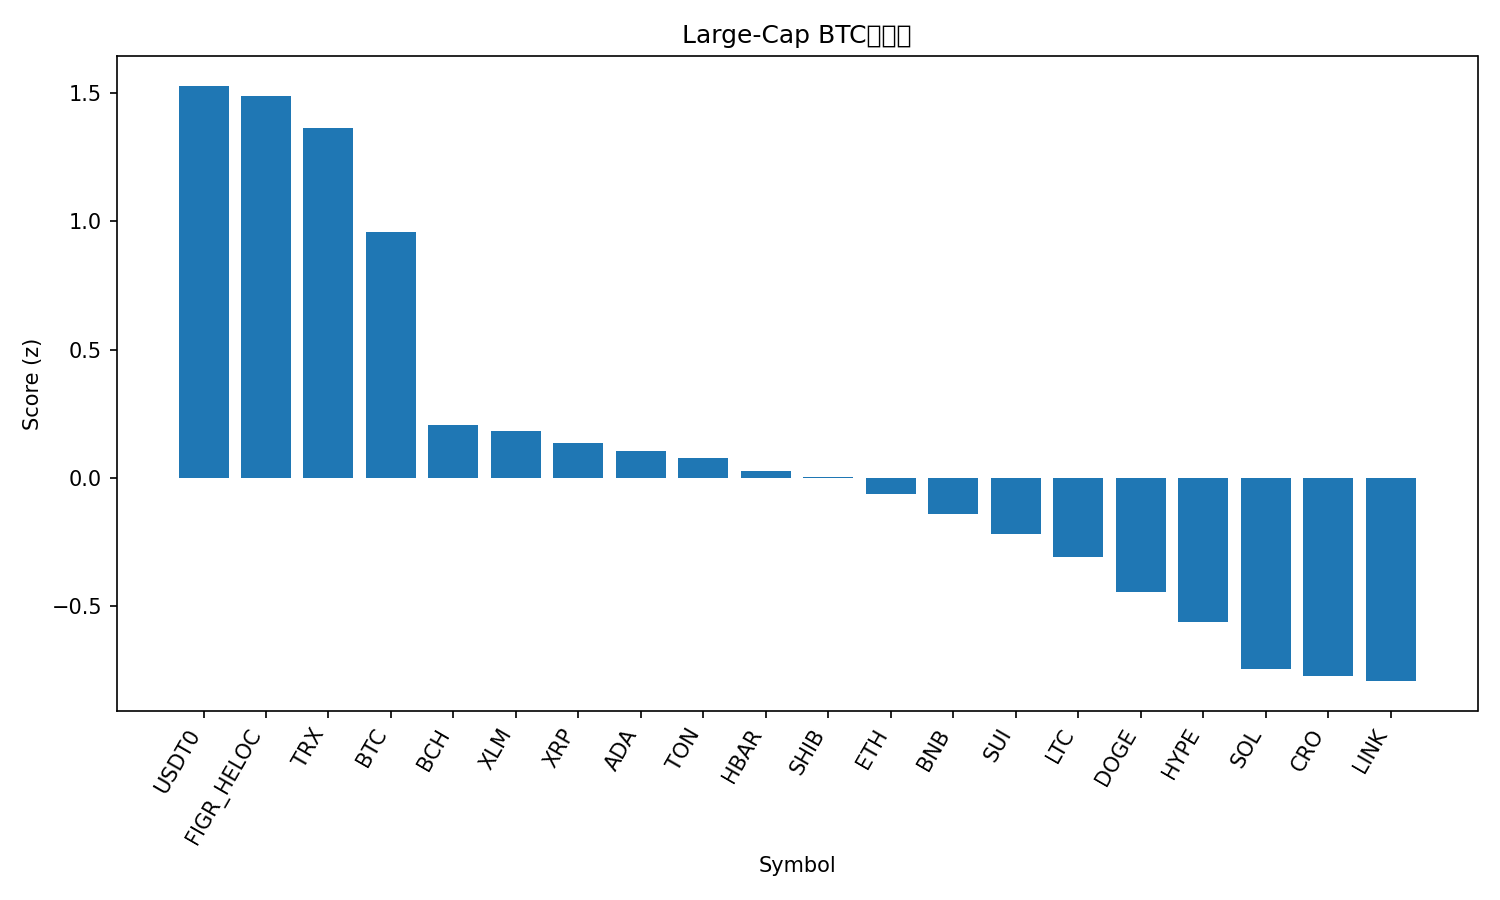 Large-Cap BTC
1.5
1.0
0.5
0.0
−0.5
Score (z)
USDT0
FIGR_HELOC
TRX
BTC
BCH
XLM
XRP
ADA
TON
HBAR
SHIB
ETH
BNB
SUI
LTC
DOGE
HYPE
SOL
CRO
LINK
Symbol